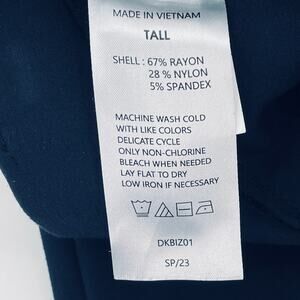 MADE IN VIETNAM
TALL
SHELL : 67% RAYON
28 % NYLON
5% SPANDEX
MACHINE WASH COLD
WITH LIKE COLORS
DELICATE CYCLE
ONLY NON-CHLORINE
BLEACH WHEN NEEDED
LAY FLAT TO DRY
LOW IRON IF NECESSARY
DKBIZ01
SP/23